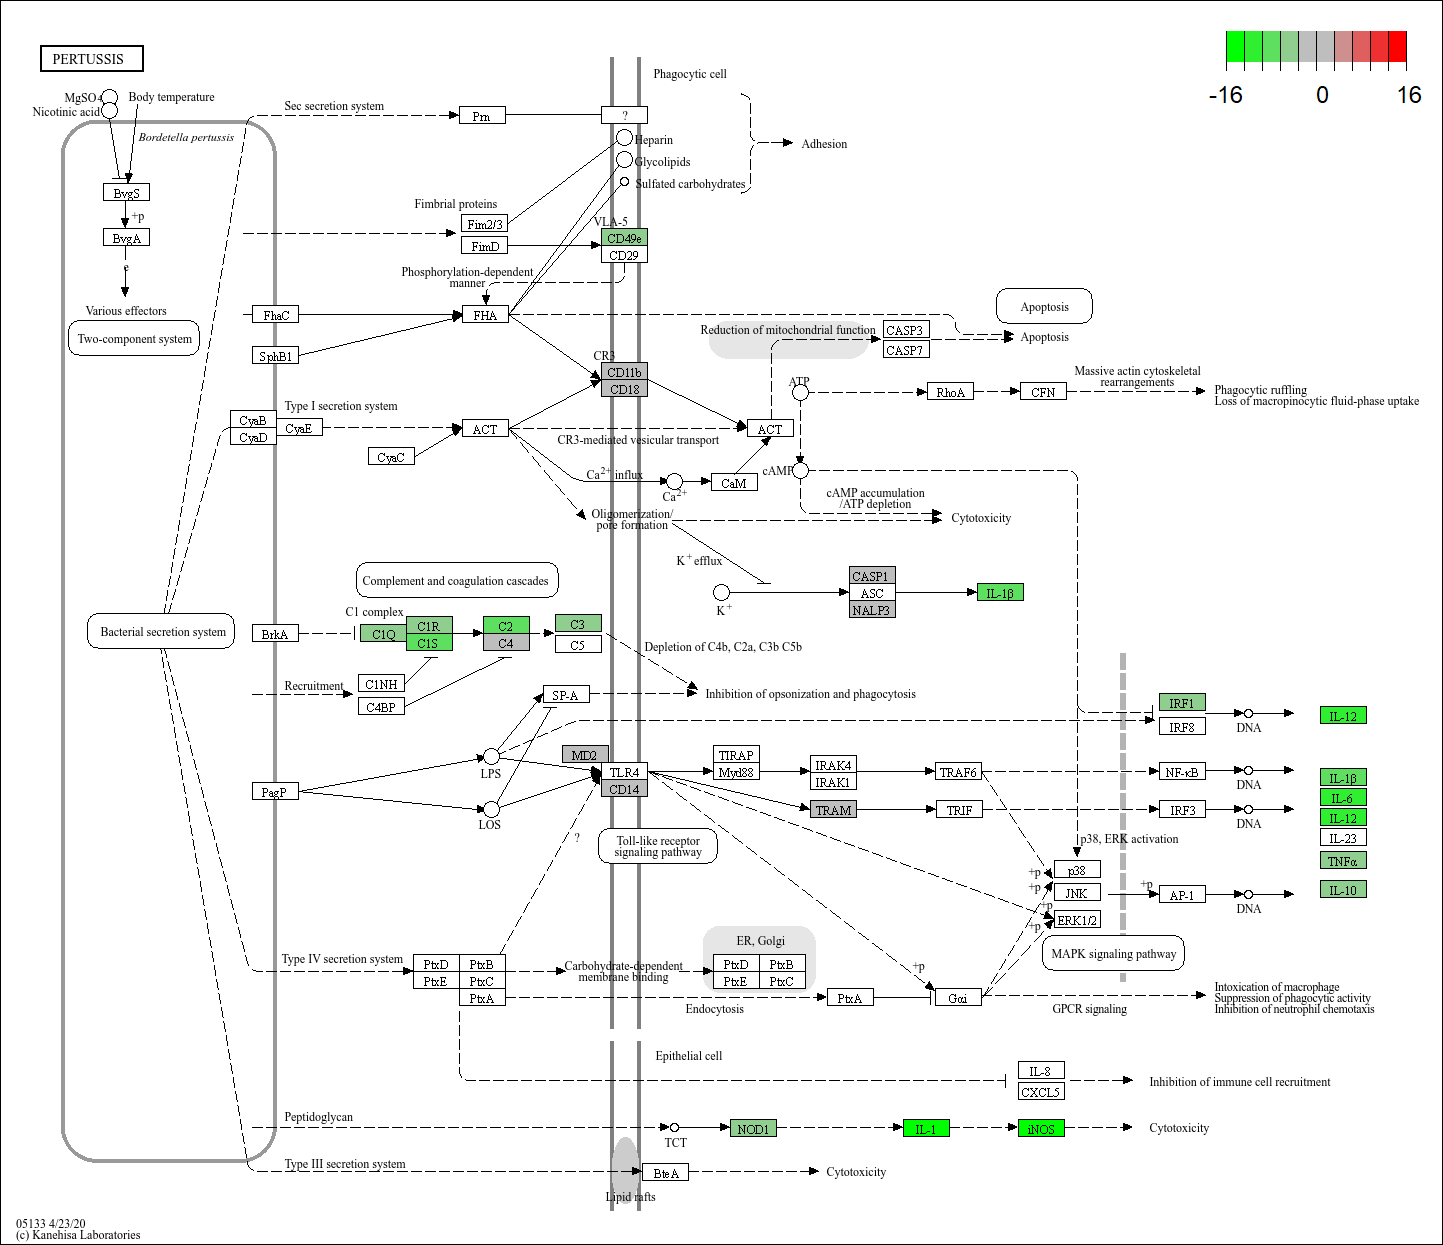 PERTUSSIS
-16
0
16
MgSO4
Nicotinic acid
Body temperature
Bordetella pertussis
BvgS
+p
BvgA
e
Various effectors
Two-component system
Sec secretion system
Prn
?
Phagocytic cell
Heparin
Glycolipids
Sulfated carbohydrates
Adhesion
Fimbrial proteins
Fim2/3
FimD
VLA-5
CD49e
CD29
Phosphorylation-dependent
manner
FhaC
FHA
SphB1
Reduction of mitochondrial function
CASP3
CASP7
Apoptosis
Apoptosis
CR3
CD11b
CD18
ATP
RhoA
CFN
Massive actin cytoskeletal
rearrangements
Phagocytic ruffling
Loss of macropinocytic fluid-phase uptake
Type I secretion system
CyaB
CyaD
CyaE
CyaC
ACT
ACT
CR3-mediated vesicular transport
Ca2+ influx
Ca2+
CaM
cAMP
cAMP accumulation
/ATP depletion
Oligomerization/
pore formation
Cytotoxicity
K+ efflux
K+
CASP1
ASC
NALP3
IL-1β
Complement and coagulation cascades
C1 complex
Bacterial secretion system
BrkA
C1Q
C1R
C1S
C2
C4
C3
C5
Depletion of C4b, C2a, C3b C5b
Recruitment
C1NH
C4BP
SP-A
Inhibition of opsonization and phagocytosis
IRF1
IRF8
DNA
IL-12
LPS
LOS
PagP
MD2
TLR4
CD14
TIRAP
Myd88
IRAK4
IRAK1
TRAF6
NF-κB
DNA
TRAM
TRIF
IRF3
DNA
IL-1β
IL-6
IL-12
IL-23
TNFα
IL-10
?
Toll-like receptor
signaling pathway
p38, ERK activation
+p
p38
+p
JNK
+p
AP-1
DNA
+p
ERK1/2
+p
MAPK signaling pathway
Type IV secretion system
PtxD
PtxB
PtxE
PtxC
PtxA
Carbohydrate-dependent
membrane binding
ER, Golgi
PtxD
PtxB
PtxE
PtxC
Endocytosis
PtxA
+p
Gαi
GPCR signaling
Intoxication of macrophage
Suppression of phagocytic activity
Inhibition of neutrophil chemotaxis
Epithelial cell
IL-8
CXCL5
Inhibition of immune cell recruitment
Peptidoglycan
TCT
NOD1
IL-1
iNOS
Cytotoxicity
Type III secretion system
BteA
Cytotoxicity
Lipid rafts
05133 4/23/20
(c) Kanehisa Laboratories